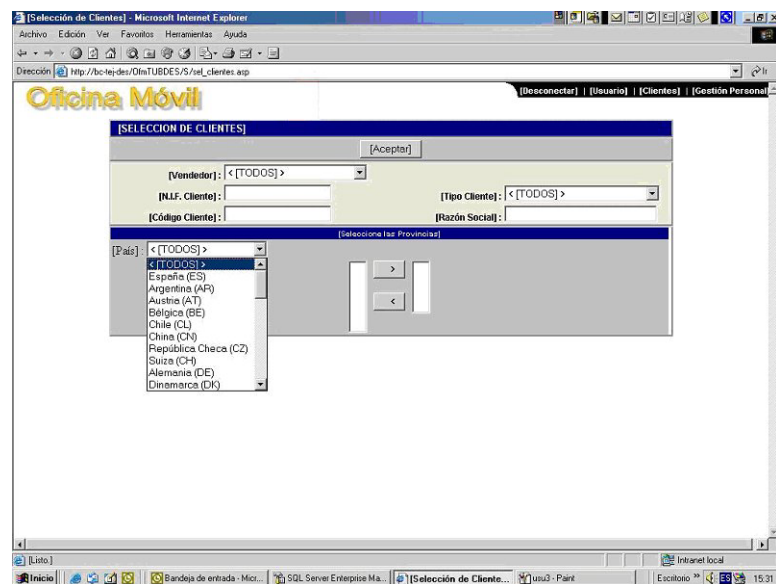 [Selección de Clientes] - Microsoft Internet Explorer
Archivo Edición Ver Favoritos Herramientas Ayuda
Dirección http://bc-tej-des/OfmTUBDES/S/sel_clientes.asp
Oficina Móvil
[Desconectar] | [Usuario] | [Clientes] | [Gestión Personal]
[SELECCION DE CLIENTES]
[Aceptar]
[Vendedor] : < [TODOS] >
[N.I.F. Cliente] : [Tipo Cliente] : < [TODOS] >
[Código Cliente] : [Razón Social] :
[Seleccione las Provincias]
[País] : < [TODOS] >
< [TODOS] >
España (ES)
Argentina (AR)
Austria (AT)
Bélgica (BE)
Chile (CL)
China (CN)
República Checa (CZ)
Suiza (CH)
Alemania (DE)
Dinamarca (DK)
>
<
[Listo.] Intranet local
Inicio Bandeja de entrada - Micr... SQL Server Enterprise Ma... [Selección de Cliente... usu3 - Paint Escritorio » ES 15:31